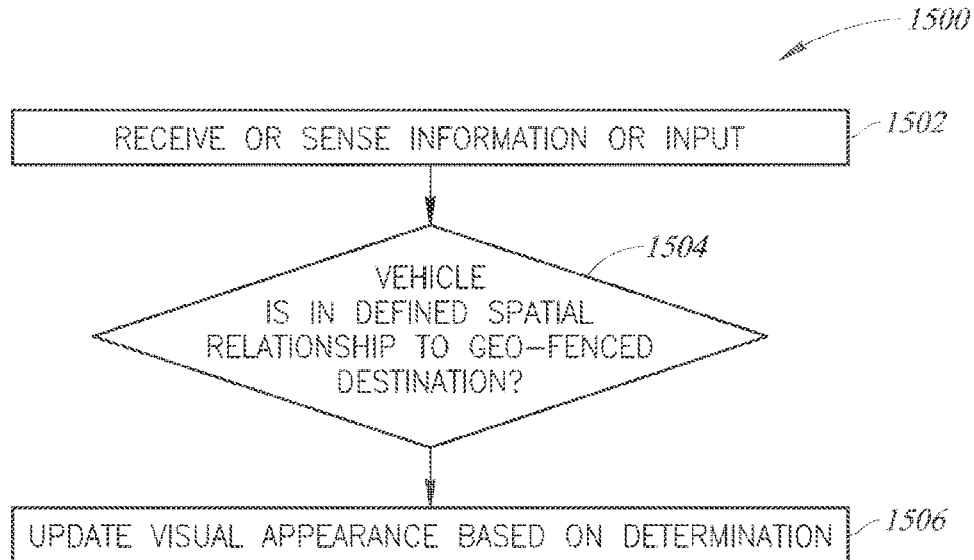 1500
RECEIVE OR SENSE INFORMATION OR INPUT
1502
1504
VEHICLE
IS IN DEFINED SPATIAL
RELATIONSHIP TO GEO-FENCED
DESTINATION?
UPDATE VISUAL APPEARANCE BASED ON DETERMINATION
1506